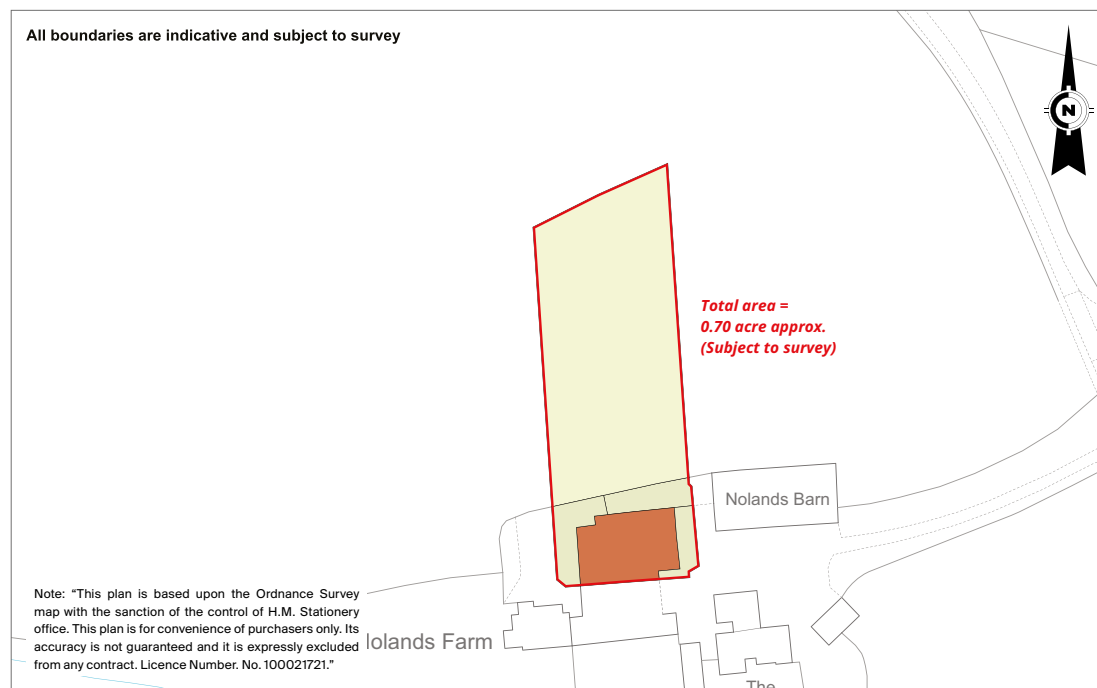 All boundaries are indicative and subject to survey
N
Total area =
0.70 acre approx.
(Subject to survey)
Nolands Barn
Note: “This plan is based upon the Ordnance Survey
map with the sanction of the control of H.M. Stationery
office. This plan is for convenience of purchasers only. Its
accuracy is not guaranteed and it is expressly excluded
from any contract. Licence Number. No. 100021721.”
olands Farm
The